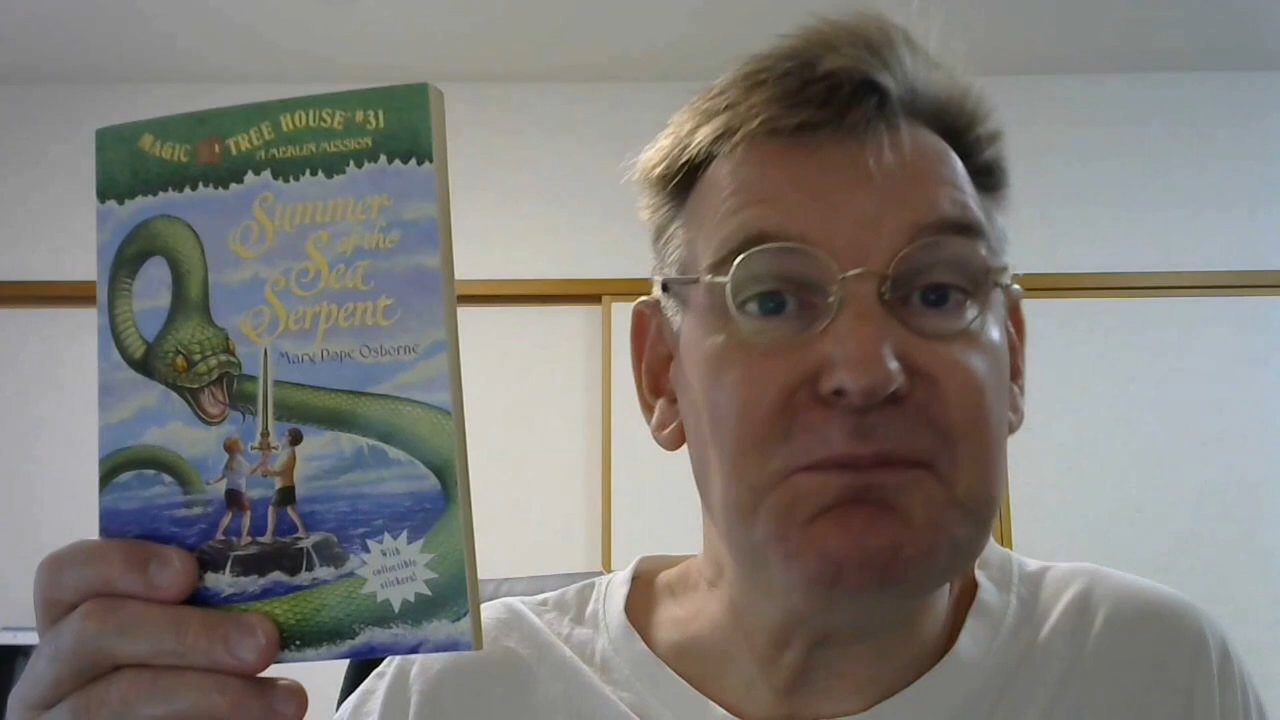 MAGIC TREE HOUSE® #31
A MERLIN MISSION
Summer
of the
Sea
Serpent
Mary Pope Osborne
With
collectible
stickers!